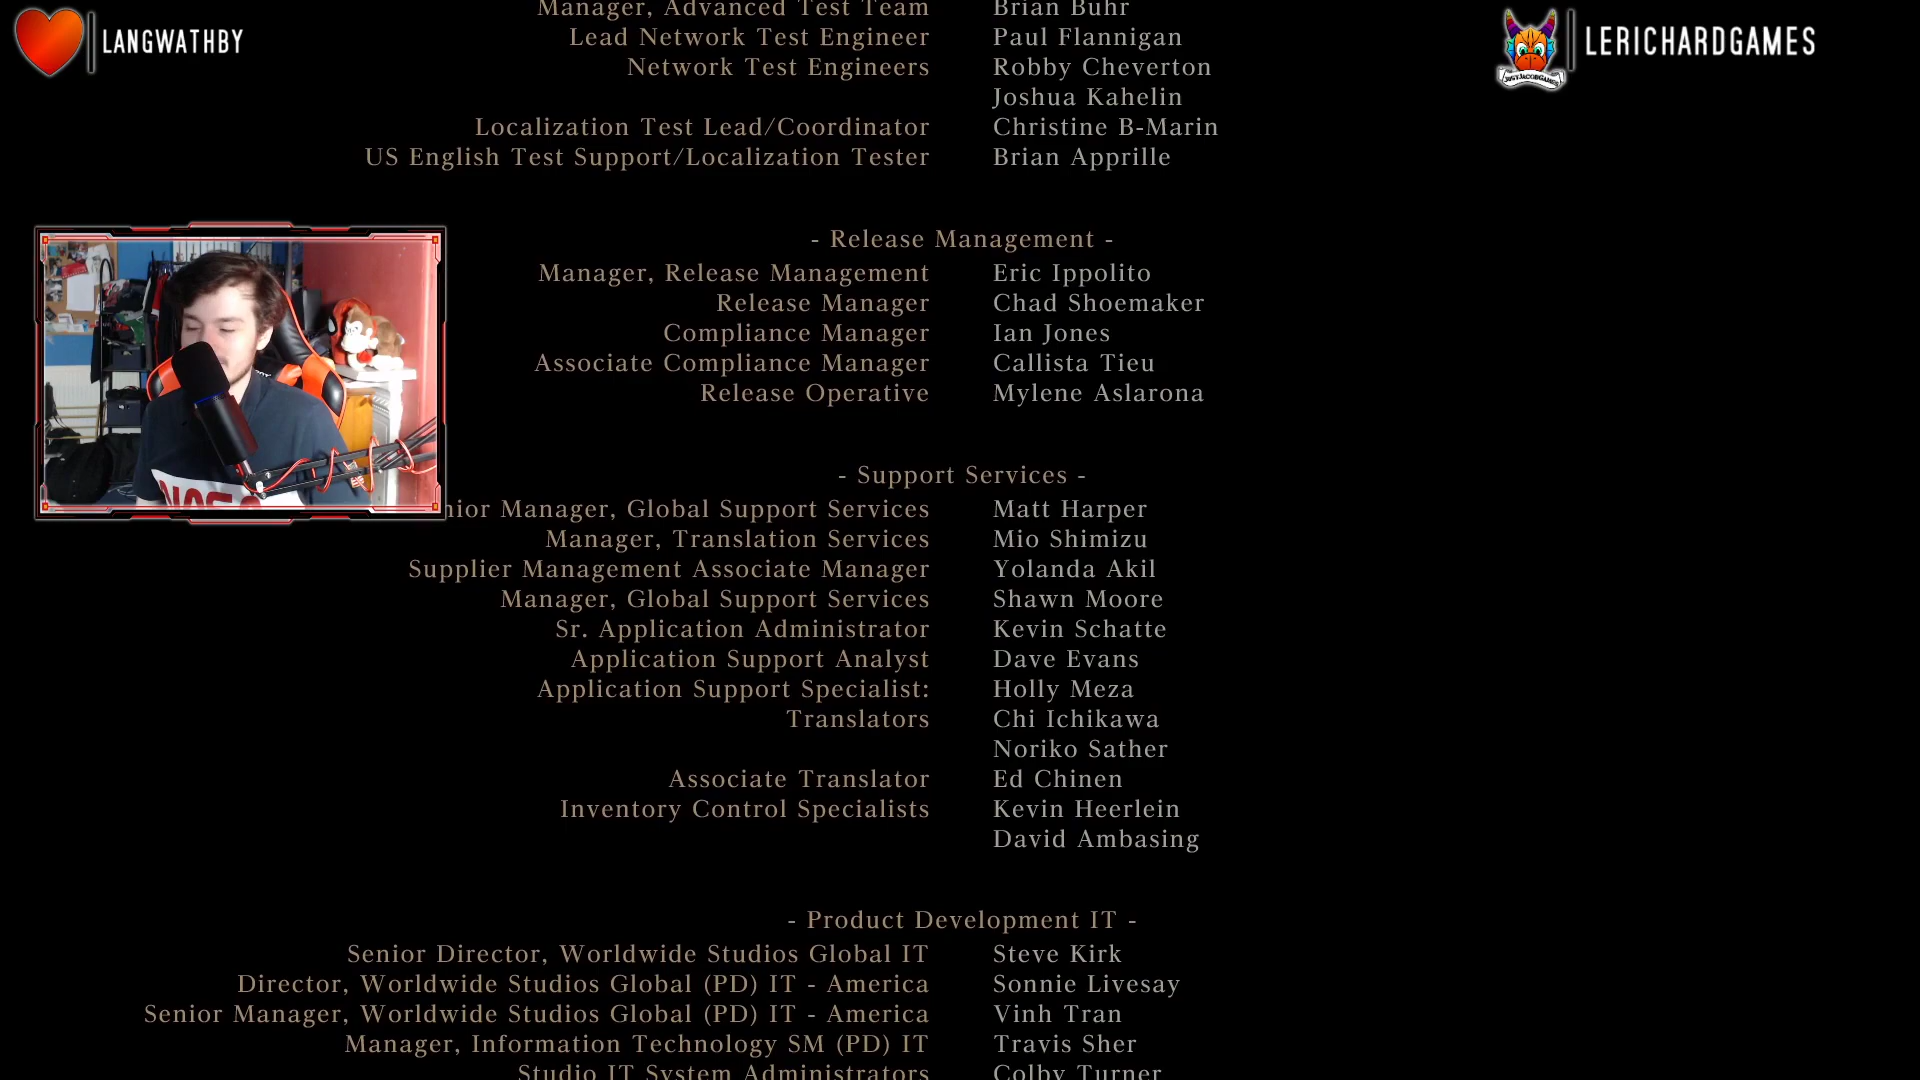 Manager, Advanced Test Team Brian Buhr
LANGWATHBY
LERICHARDGAMES
JUSTJACOBGAMES
Lead Network Test Engineer Paul Flannigan
Network Test Engineers Robby Cheverton
Joshua Kahelin
Localization Test Lead/Coordinator Christine B-Marin
US English Test Support/Localization Tester Brian Apprille
- Release Management -
Manager, Release Management Eric Ippolito
Release Manager Chad Shoemaker
Compliance Manager Ian Jones
Associate Compliance Manager Callista Tieu
Release Operative Mylene Aslarona
- Support Services -
nior Manager, Global Support Services Matt Harper
Manager, Translation Services Mio Shimizu
Supplier Management Associate Manager Yolanda Akil
Manager, Global Support Services Shawn Moore
Sr. Application Administrator Kevin Schatte
Application Support Analyst Dave Evans
Application Support Specialist: Holly Meza
Translators Chi Ichikawa
Noriko Sather
Associate Translator Ed Chinen
Inventory Control Specialists Kevin Heerlein
David Ambasing
- Product Development IT -
Senior Director, Worldwide Studios Global IT Steve Kirk
Director, Worldwide Studios Global (PD) IT - America Sonnie Livesay
Senior Manager, Worldwide Studios Global (PD) IT - America Vinh Tran
Manager, Information Technology SM (PD) IT Travis Sher
Studio IT System Administrators Colby Turner